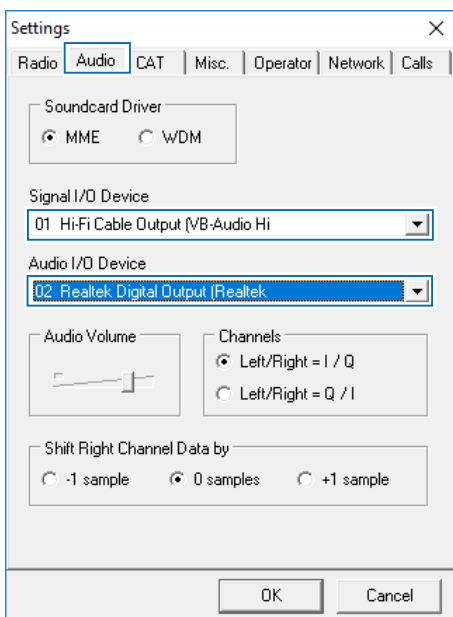 Settings
Radio Audio CAT Misc. Operator Network Calls
Soundcard Driver
MME WDM
Signal I/O Device
01 Hi-Fi Cable Output (VB-Audio Hi
Audio I/O Device
02 Realtek Digital Output (Realtek
Audio Volume Channels
Left/Right = I / Q
Left/Right = Q / I
Shift Right Channel Data by
-1 sample 0 samples +1 sample
OK Cancel